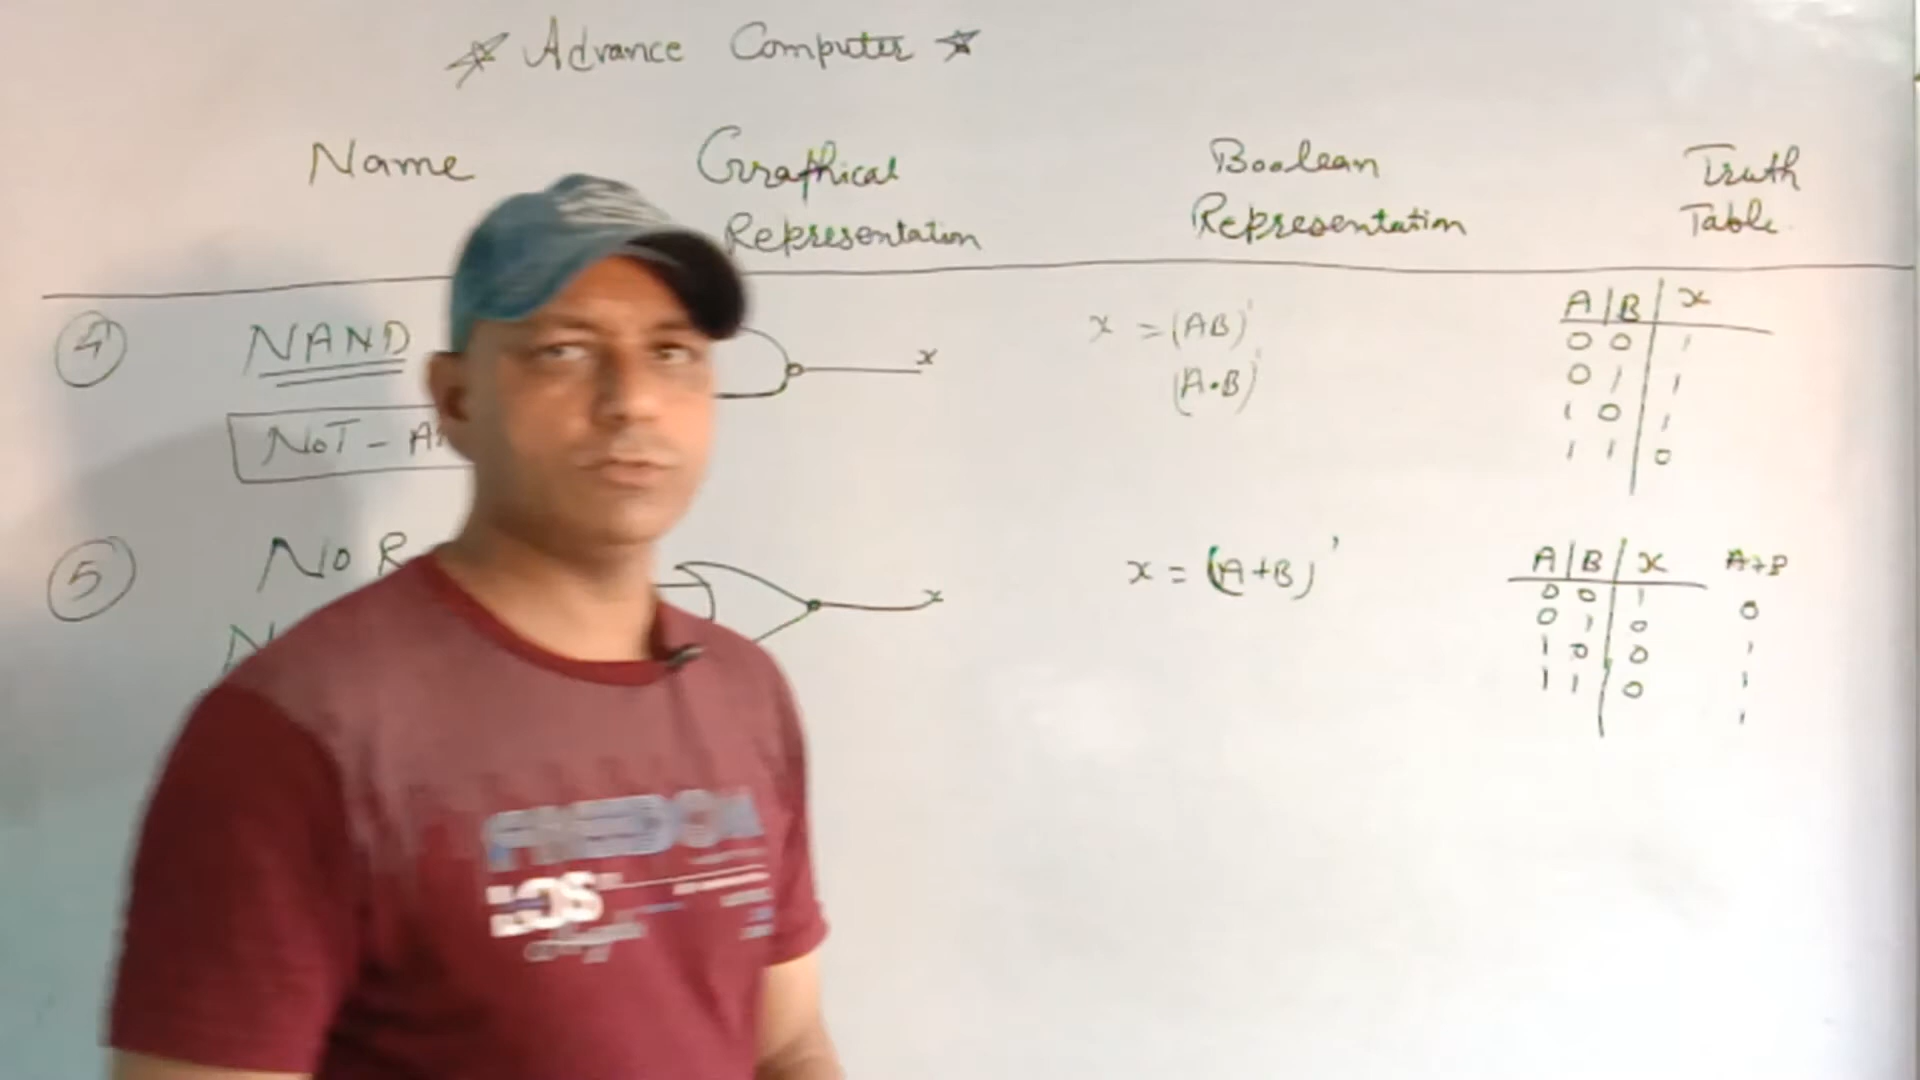 Advance Computer
Name Graphical Representation Boolean Representation Truth Table
4 NAND x x = (AB)'
(A·B)'
NOT - A
A B x
0 0 1
0 1 1
1 0 1
1 1 0
5 NOR x x = (A+B)'
N
A B x A+B
0 0 1 0
0 1 0 1
1 0 0 1
1 1 0 1
FREEDOM
LOS